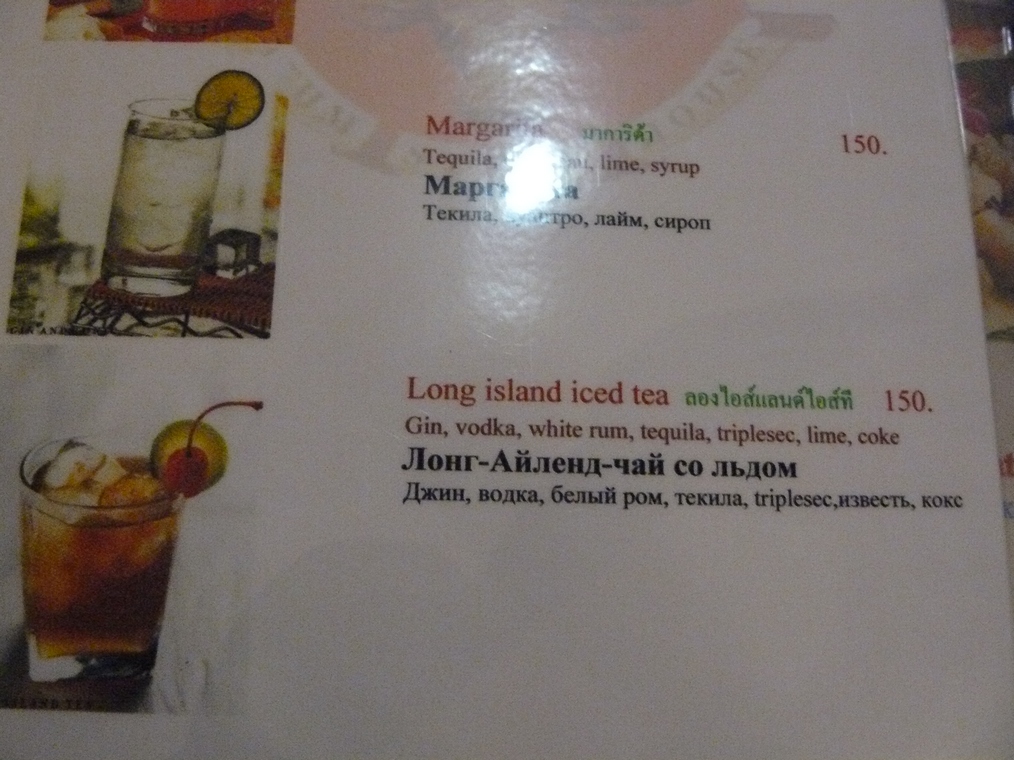 มาการิต้า 150.
Tequila, lime, syrup
Текила, лайм, сироп
Long island iced tea ลองไอส์แลนด์ไอส์ที 150.
Gin, vodka, white rum, tequila, triplesec, lime, coke
Лонг-Айленд-чай со льдом
Джин, водка, белый ром, текила, triplesec,известь, кокс